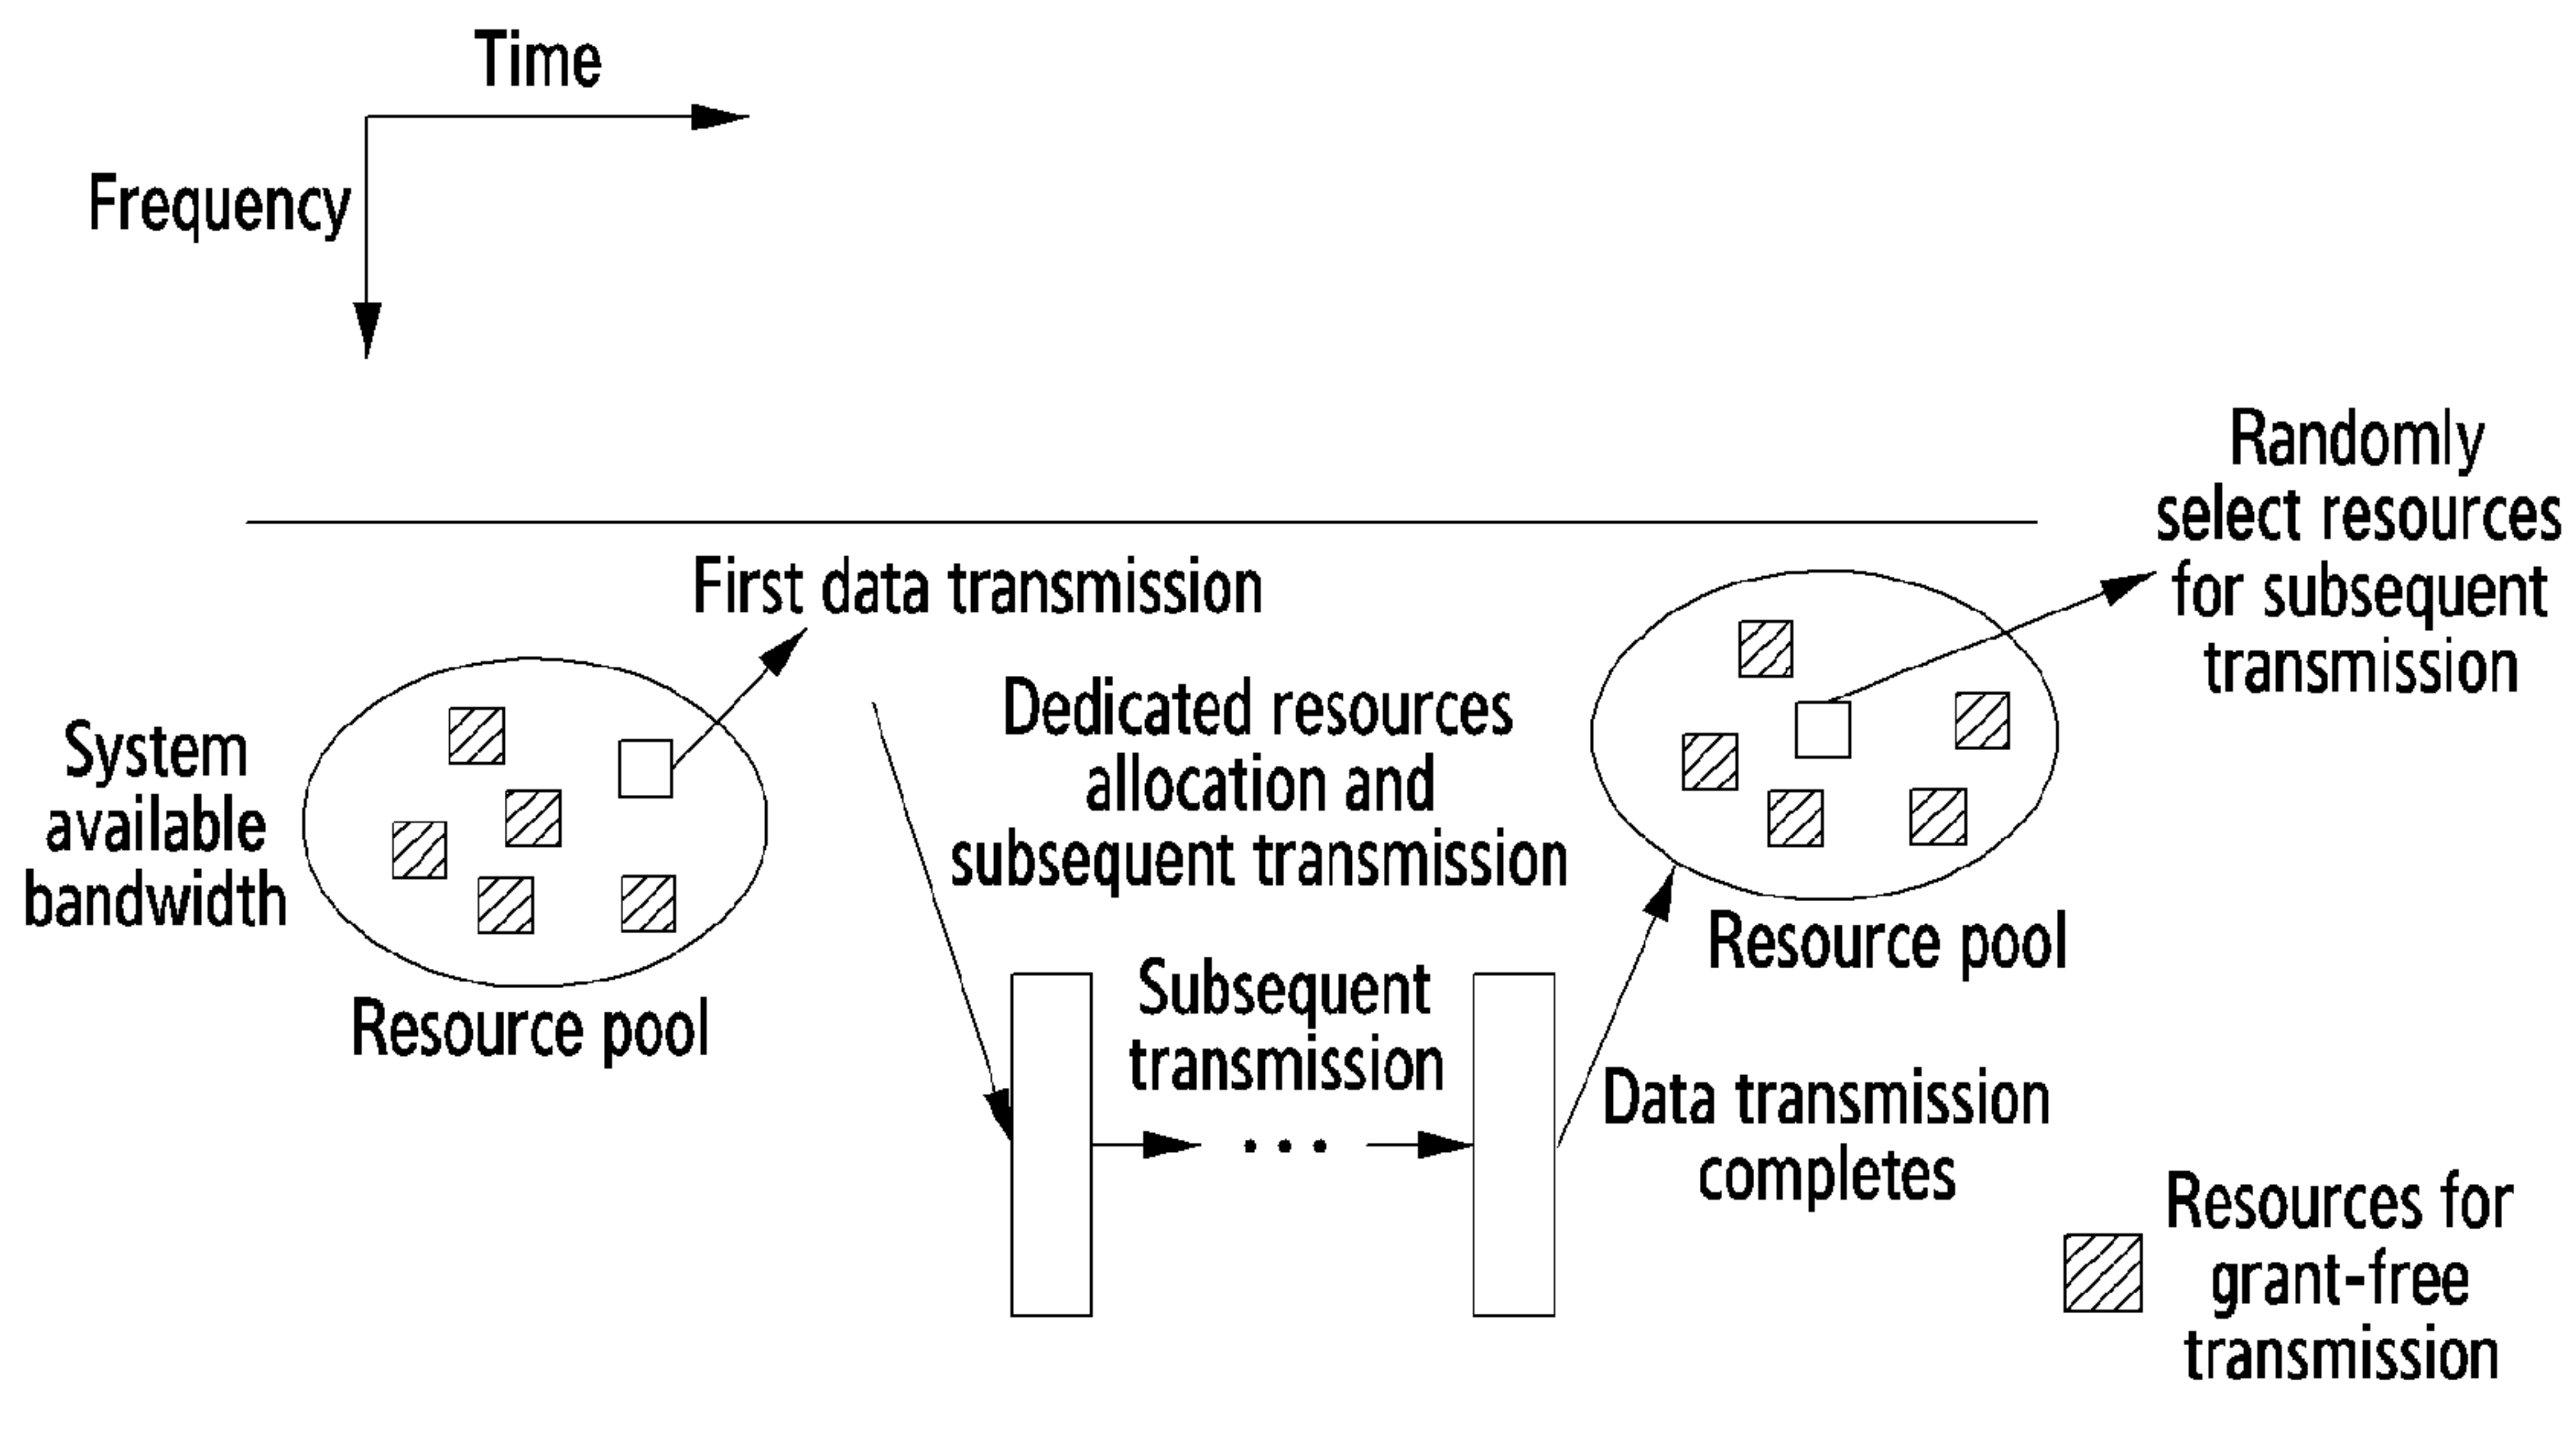 Time
Frequency
Randomly
select resources
for subsequent
transmission
First data transmission
Dedicated resources
allocation and
subsequent transmission
System
available
bandwidth
Resource pool
Resource pool
Subsequent
transmission
Data transmission
completes
Resources for
grant-free
transmission